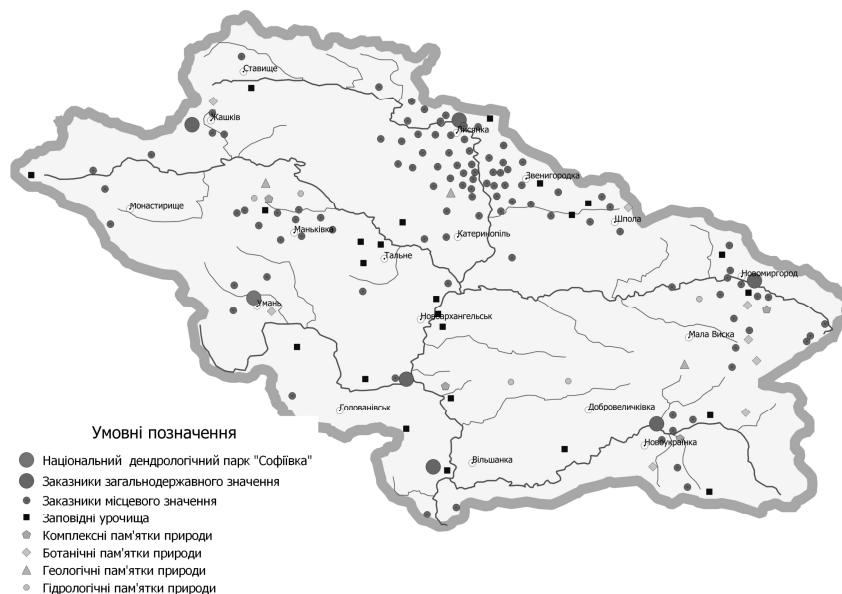 Ставище
Жашків
Лисянка
Звенигородка
Монастирище
Маньківка
Катеринопіль
Шпола
Тальне
Новомиргород
Умань
Новоархангельськ
Мала Виска
Голованівськ
Добровеличківка
Новоукраїнка
Вільшанка
Умовні позначення
Національний дендрологічний парк "Софіївка"
Заказники загальнодержавного значення
Заказники місцевого значення
Заповідні урочища
Комплексні пам'ятки природи
Ботанічні пам'ятки природи
Геологічні пам'ятки природи
Гідрологічні пам'ятки природи